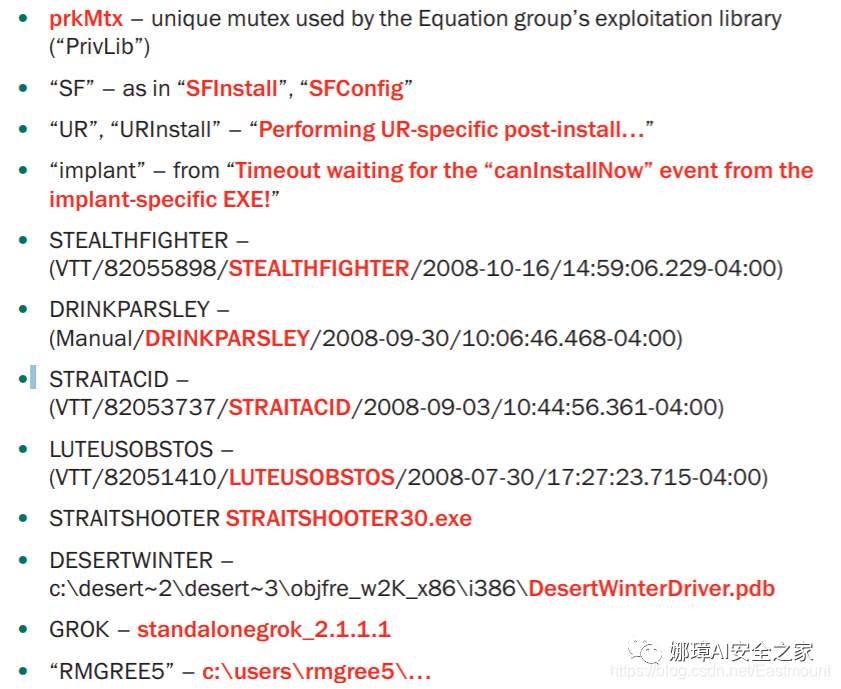 • prkMtx – unique mutex used by the Equation group’s exploitation library
(“PrivLib”)
• “SF” – as in “SFInstall”, “SFConfig”
• “UR”, “URInstall” – “Performing UR-specific post-install…”
• “implant” – from “Timeout waiting for the “canInstallNow” event from the
implant-specific EXE!”
• STEALTHFIGHTER –
(VTT/82055898/STEALTHFIGHTER/2008-10-16/14:59:06.229-04:00)
• DRINKPARSLEY –
(Manual/DRINKPARSLEY/2008-09-30/10:06:46.468-04:00)
• STRAITACID –
(VTT/82053737/STRAITACID/2008-09-03/10:44:56.361-04:00)
• LUTEUSOBSTOS –
(VTT/82051410/LUTEUSOBSTOS/2008-07-30/17:27:23.715-04:00)
• STRAITSHOOTER STRAITSHOOTER30.exe
• DESERTWINTER –
c:\desert~2\desert~3\objfre_w2K_x86\i386\DesertWinterDriver.pdb
• GROK – standalonegrok_2.1.1.1
• “RMGREE5” – c:\users\rmgree5\…
娜璋AI安全之家
https://blog.csdn.net/Eastmount